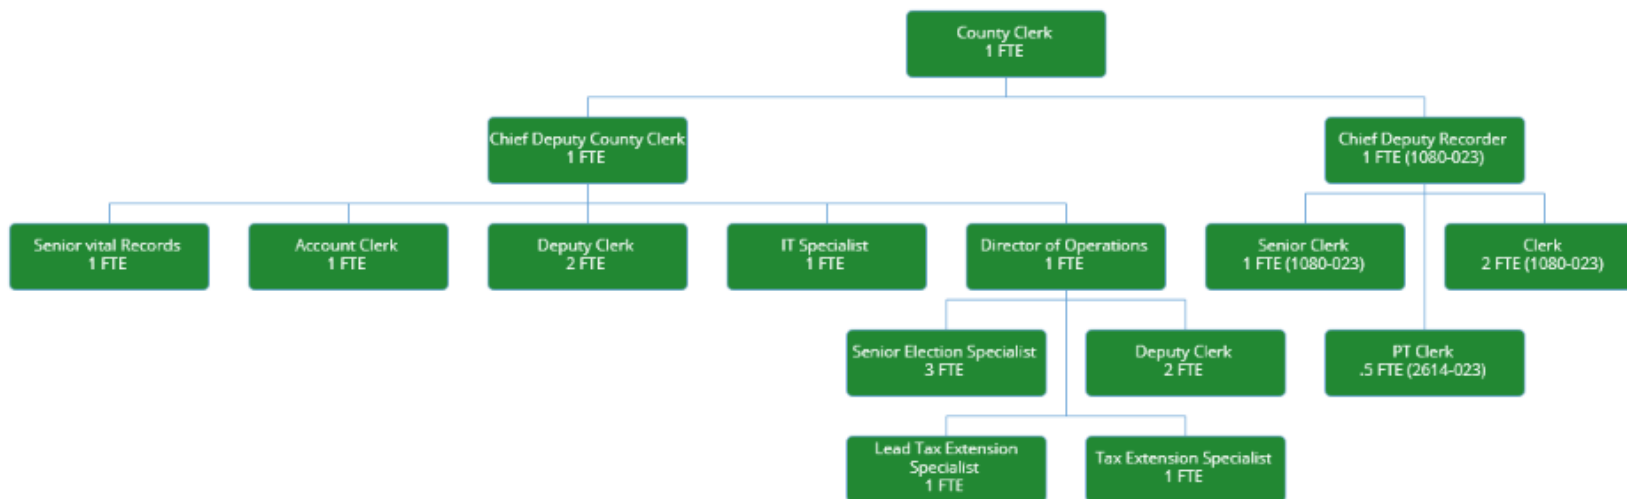 County Clerk
1 FTE
Chief Deputy County Clerk
1 FTE
Chief Deputy Recorder
1 FTE (1080-023)
Senior vital Records
1 FTE
Account Clerk
1 FTE
Deputy Clerk
2 FTE
IT Specialist
1 FTE
Director of Operations
1 FTE
Senior Clerk
1 FTE (1080-023)
Clerk
2 FTE (1080-023)
Senior Election Specialist
3 FTE
Deputy Clerk
2 FTE
PT Clerk
.5 FTE (2614-023)
Lead Tax Extension
Specialist
1 FTE
Tax Extension Specialist
1 FTE